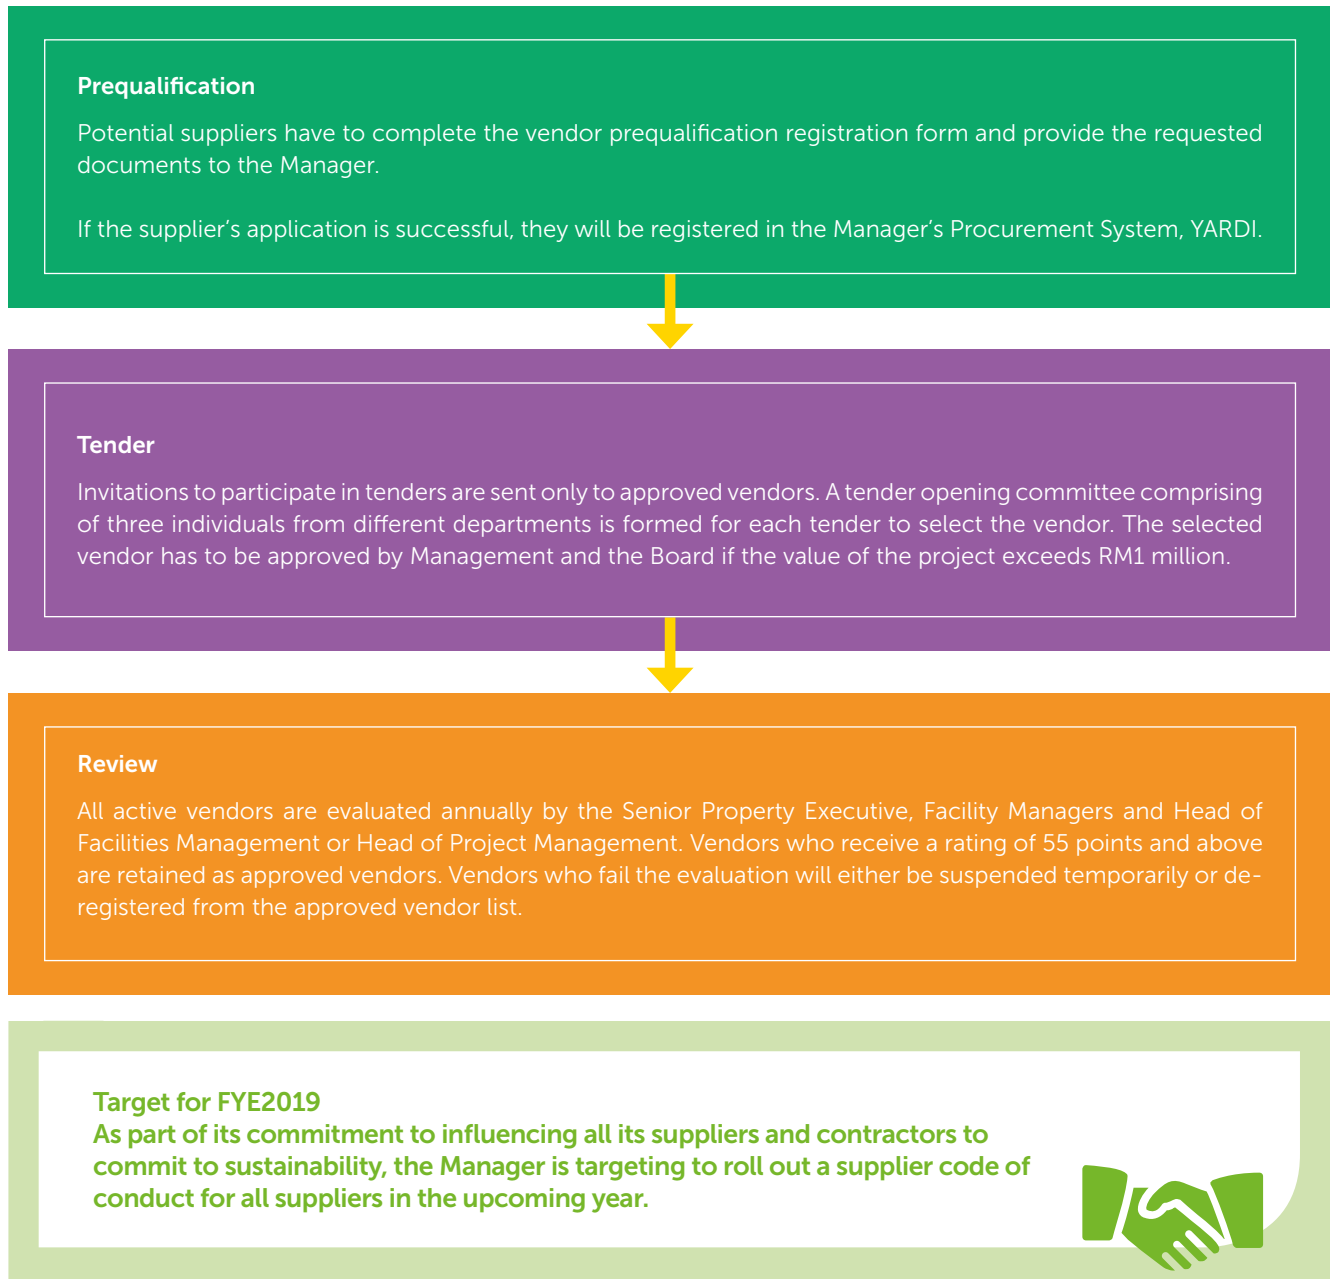 Prequalification
Potential suppliers have to complete the vendor prequalification registration form and provide the requested
documents to the Manager.
If the supplier’s application is successful, they will be registered in the Manager’s Procurement System, YARDI.
Tender
Invitations to participate in tenders are sent only to approved vendors. A tender opening committee comprising
of three individuals from different departments is formed for each tender to select the vendor. The selected
vendor has to be approved by Management and the Board if the value of the project exceeds RM1 million.
Review
All active vendors are evaluated annually by the Senior Property Executive, Facility Managers and Head of
Facilities Management or Head of Project Management. Vendors who receive a rating of 55 points and above
are retained as approved vendors. Vendors who fail the evaluation will either be suspended temporarily or de-
registered from the approved vendor list.
Target for FYE2019
As part of its commitment to influencing all its suppliers and contractors to
commit to sustainability, the Manager is targeting to roll out a supplier code of
conduct for all suppliers in the upcoming year.